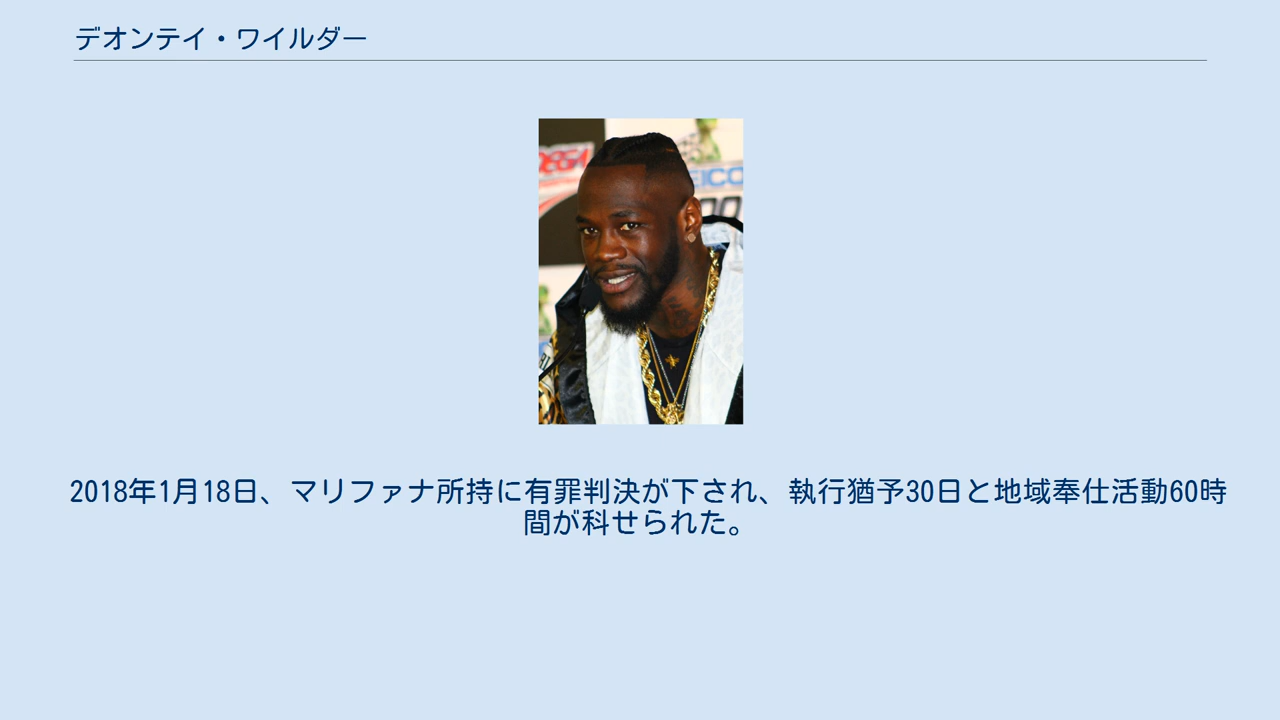 デオンテイ・ワイルダー
EICO
2018年1月18日、マリファナ所持に有罪判決が下され、執行猶予30日と地域奉仕活動60時
間が科せられた。